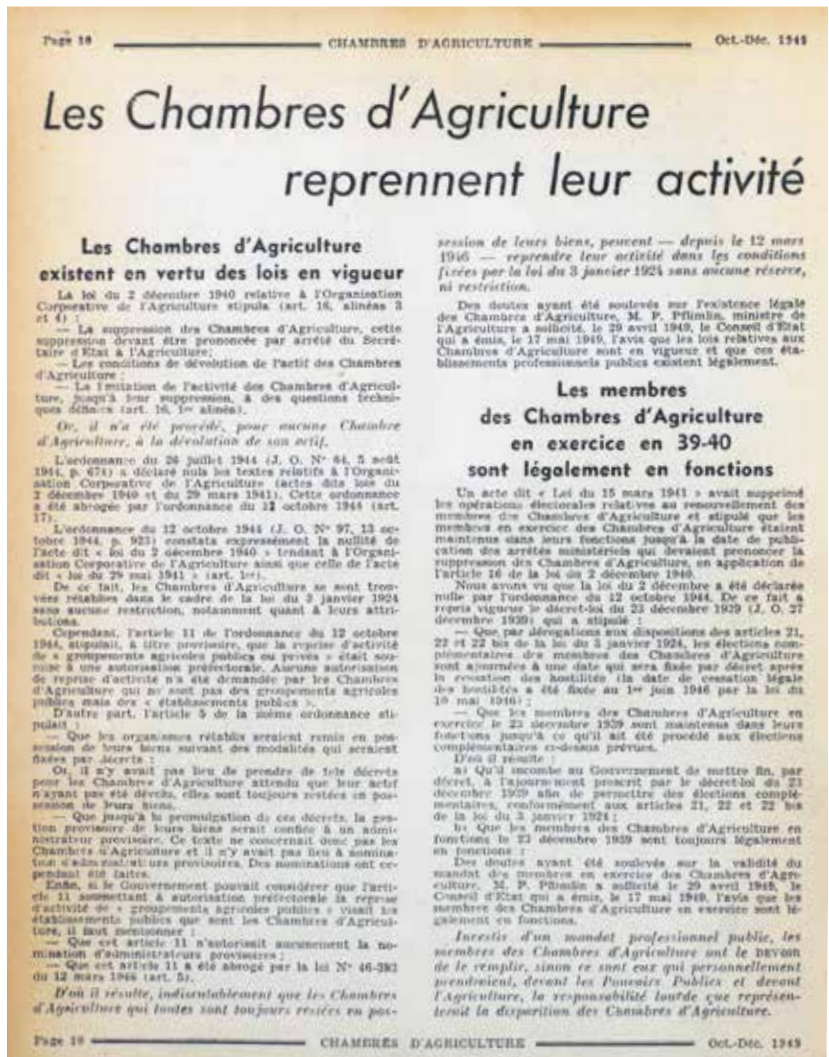 Page 10
CHAMBRES D'AGRICULTURE
Oct.-Déc. 1949
Les Chambres d'Agriculture
reprennent leur activité
Les Chambres d'Agriculture
existent en vertu des lois en vigueur
La loi du 2 décembre 1940 relative à l'Organisation
Corporative de l'Agriculture stipula (art. 16, alinéas 3
et 4) :
— La suppression des Chambres d'Agriculture, cette
suppression devant être prononcée par arrêté du Secré-
taire d'Etat à l'Agriculture;
— Les conditions de dévolution de l'actif des Chambres
d'Agriculture ;
— La limitation de l'activité des Chambres d'Agricul-
ture, jusqu'à leur suppression, à des questions techni-
ques définies (art. 16, 1er alinéa).
Or, il n'a été procédé, pour aucune Chambre
d'Agriculture, à la dévolution de son actif.
L'ordonnance du 26 juillet 1944 (J. O. N° 64, 5 août
1944, p. 674) a déclaré nuls les textes relatifs à l'Organi-
sation Corporative de l'Agriculture (actes dits lois du
2 décembre 1940 et du 29 mars 1941). Cette ordonnance
a été abrogée par l'ordonnance du 12 octobre 1944 (art.
17).
L'ordonnance du 12 octobre 1944 (J. O. N° 97, 13 oc-
tobre 1944, p. 923) constata expressément la nullité de
l'acte dit « loi du 2 décembre 1940 » tendant à l'Organi-
sation Corporative de l'Agriculture ainsi que celle de l'acte
dit « loi du 29 mai 1941 » (art. 1er).
De ce fait, les Chambres d'Agriculture se sont trou-
vées rétablies dans le cadre de la loi du 3 janvier 1924
sans aucune restriction, notamment quant à leurs attri-
butions.
Cependant, l'article 11 de l'ordonnance du 12 octobre
1944, stipulait, à titre provisoire, que la reprise d'activité
de « groupements agricoles publics ou privés » était sou-
mise à une autorisation préfectorale. Aucune autorisation
de reprise d'activité n'a été demandée par les Chambres
d'Agriculture qui ne sont pas des groupements agricoles
publics mais des « établissements publics ».
D'autre part, l'article 5 de la même ordonnance sti-
pulait :
— Que les organismes rétablis seraient remis en pos-
session de leurs biens suivant des modalités qui seraient
fixées par décrets :
Or, il n'y avait pas lieu de prendre de tels décrets
pour les Chambres d'Agriculture attendu que leur actif
n'ayant pas été dévolu, elles sont toujours restées en pos-
session de leurs biens.
— Que jusqu'à la promulgation de ces décrets, la ges-
tion provisoire de leurs biens serait confiée à un admi-
nistrateur provisoire. Ce texte ne concernait donc pas les
Chambres d'Agriculture et il n'y avait pas lieu à nomina-
tion d'administrateurs provisoires. Des nominations ont ce-
pendant été faites.
Enfin, si le Gouvernement pouvait considérer que l'arti-
cle 11 soumettant à autorisation préfectorale la reprise
d'activité de « groupements agricoles publics » visait les
établissements publics que sont les Chambres d'Agricul-
ture, il faut mentionner :
— Que cet article 11 n'autorisait aucunement la no-
mination d'administrateurs provisoires ;
— Que cet article 11 a été abrogé par la loi N° 46-383
du 12 mars 1946 (art. 5).
D'où il résulte, indiscutablement que les Chambres
d'Agriculture qui toutes sont toujours restées en pos-
session de leurs biens, peuvent — depuis le 12 mars
1946 — reprendre leur activité dans les conditions
fixées par la loi du 3 janvier 1924 sans aucune réserve,
ni restriction.
Des doutes ayant été soulevés sur l'existence légale
des Chambres d'Agriculture, M. P. Pflimlin, ministre de
l'Agriculture a sollicité, le 29 avril 1949, le Conseil d'Etat
qui a émis, le 17 mai 1949, l'avis que les lois relatives aux
Chambres d'Agriculture sont en vigueur et que ces éta-
blissements professionnels publics existent légalement.
Les membres
des Chambres d'Agriculture
en exercice en 39-40
sont légalement en fonctions
Un acte dit « Loi du 15 mars 1941 » avait supprimé
les opérations électorales relatives au renouvellement des
membres des Chambres d'Agriculture et stipulé que les
membres en exercice des Chambres d'Agriculture étaient
maintenus dans leurs fonctions jusqu'à la date de publi-
cation des arrêtés ministériels qui devaient prononcer la
suppression des Chambres d'Agriculture, en application de
l'article 16 de la loi du 2 décembre 1940.
Nous avons vu que la loi du 2 décembre a été déclarée
nulle par l'ordonnance du 12 octobre 1944. De ce fait a
repris vigueur le décret-loi du 23 décembre 1939 (J. O. 27
décembre 1939) qui a stipulé :
— Que, par dérogations aux dispositions des articles 21,
22 et 22 bis de la loi du 3 janvier 1924, les élections com-
plémentaires des membres des Chambres d'Agriculture
sont ajournées à une date qui sera fixée par décret après
la cessation des hostilités (la date de cessation légale
des hostilités a été fixée au 1er juin 1946 par la loi du
10 mai 1946) ;
— Que les membres des Chambres d'Agriculture en
exercice le 23 décembre 1939 sont maintenus dans leurs
fonctions jusqu'à ce qu'il ait été procédé aux élections
complémentaires ci-dessus prévues.
D'où il résulte :
a) Qu'il incombe au Gouvernement de mettre fin, par
décret, à l'ajournement prescrit par le décret-loi du 23
décembre 1939 afin de permettre des élections complé-
mentaires, conformément aux articles 21, 22 et 22 bis
de la loi du 3 janvier 1924 ;
b) Que les membres des Chambres d'Agriculture en
fonctions le 23 décembre 1939 sont toujours légalement
en fonctions :
Des doutes ayant été soulevés sur la validité du
mandat des membres en exercice des Chambres d'Agri-
culture, M. P. Pflimlin a sollicité le 29 avril 1949, le
Conseil d'Etat qui a émis, le 17 mai 1949, l'avis que les
membres des Chambres d'Agriculture en exercice sont lé-
galement en fonctions.
Investis d'un mandat professionnel public, les
membres des Chambres d'Agriculture ont le DEVOIR
de le remplir, sinon ce sont eux qui personnellement
prendraient, devant les Pouvoirs Publics et devant
l'Agriculture, la responsabilité lourde que représen-
terait la disparition des Chambres d'Agriculture.
Page 10
CHAMBRES D'AGRICULTURE
Oct.-Déc. 1949